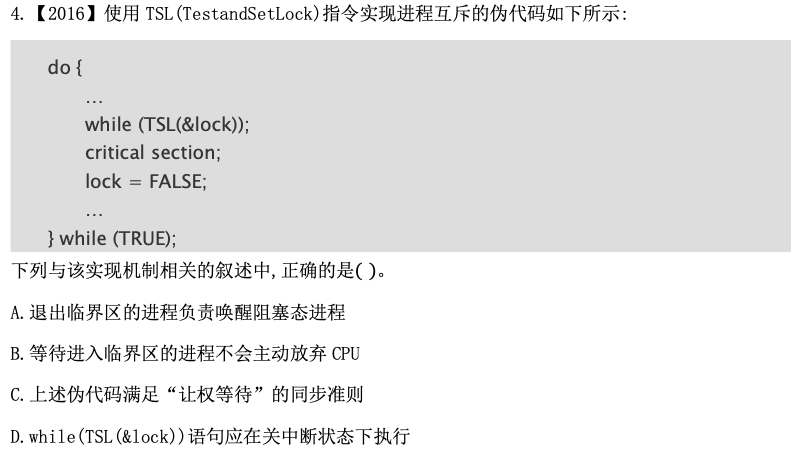 4.【2016】使用 TSL(TestandSetLock)指令实现进程互斥的伪代码如下所示:
do {
…
while (TSL(&lock));
critical section;
lock = FALSE;
…
} while (TRUE);
下列与该实现机制相关的叙述中,正确的是( )。
A.退出临界区的进程负责唤醒阻塞态进程
B.等待进入临界区的进程不会主动放弃 CPU
C.上述伪代码满足“让权等待”的同步准则
D.while(TSL(&lock))语句应在关中断状态下执行